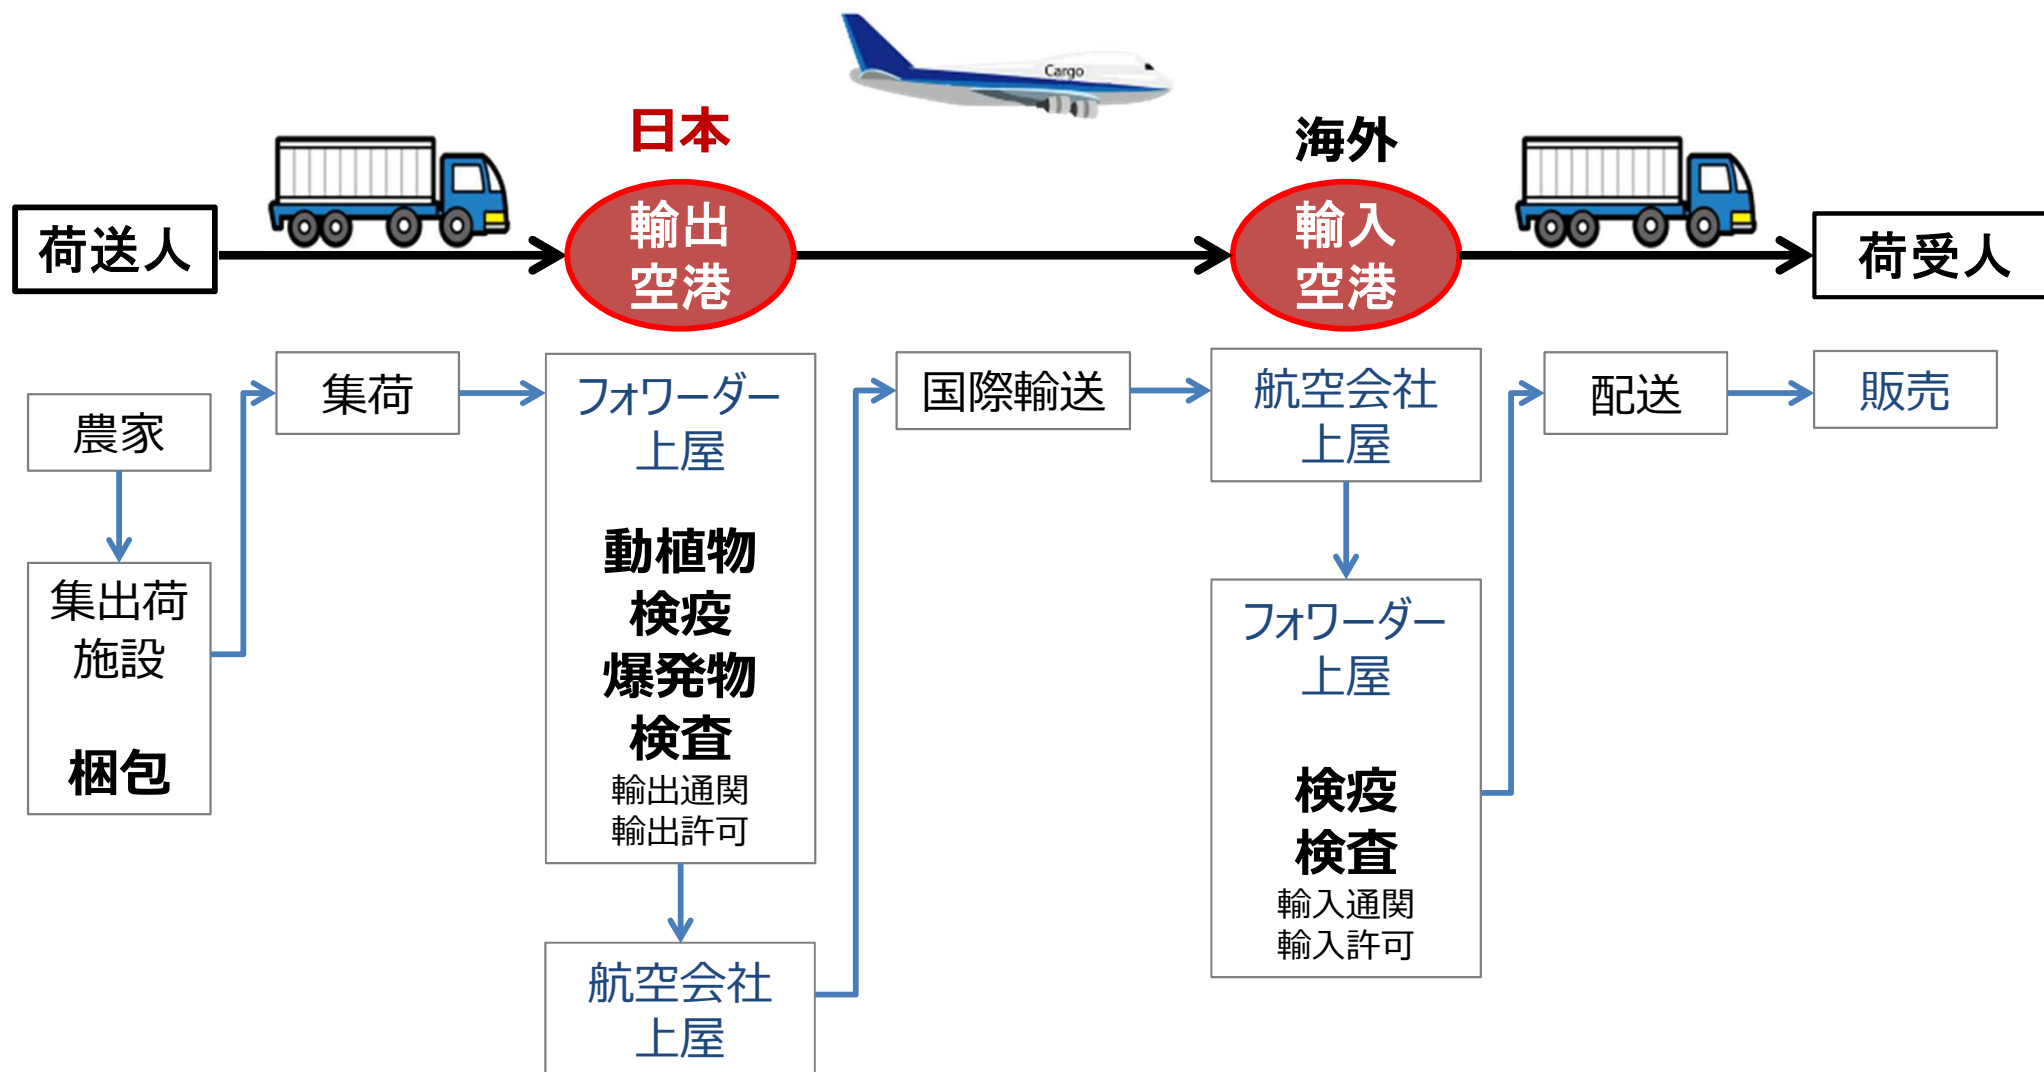 Cargo
日本
海外
荷送人
輸出
空港
輸入
空港
荷受人
農家
集出荷
施設
梱包
集荷
フォワーダー
上屋
動植物
検疫
爆発物
検査
輸出通関
輸出許可
航空会社
上屋
国際輸送
航空会社
上屋
フォワーダー
上屋
検疫
検査
輸入通関
輸入許可
配送
販売